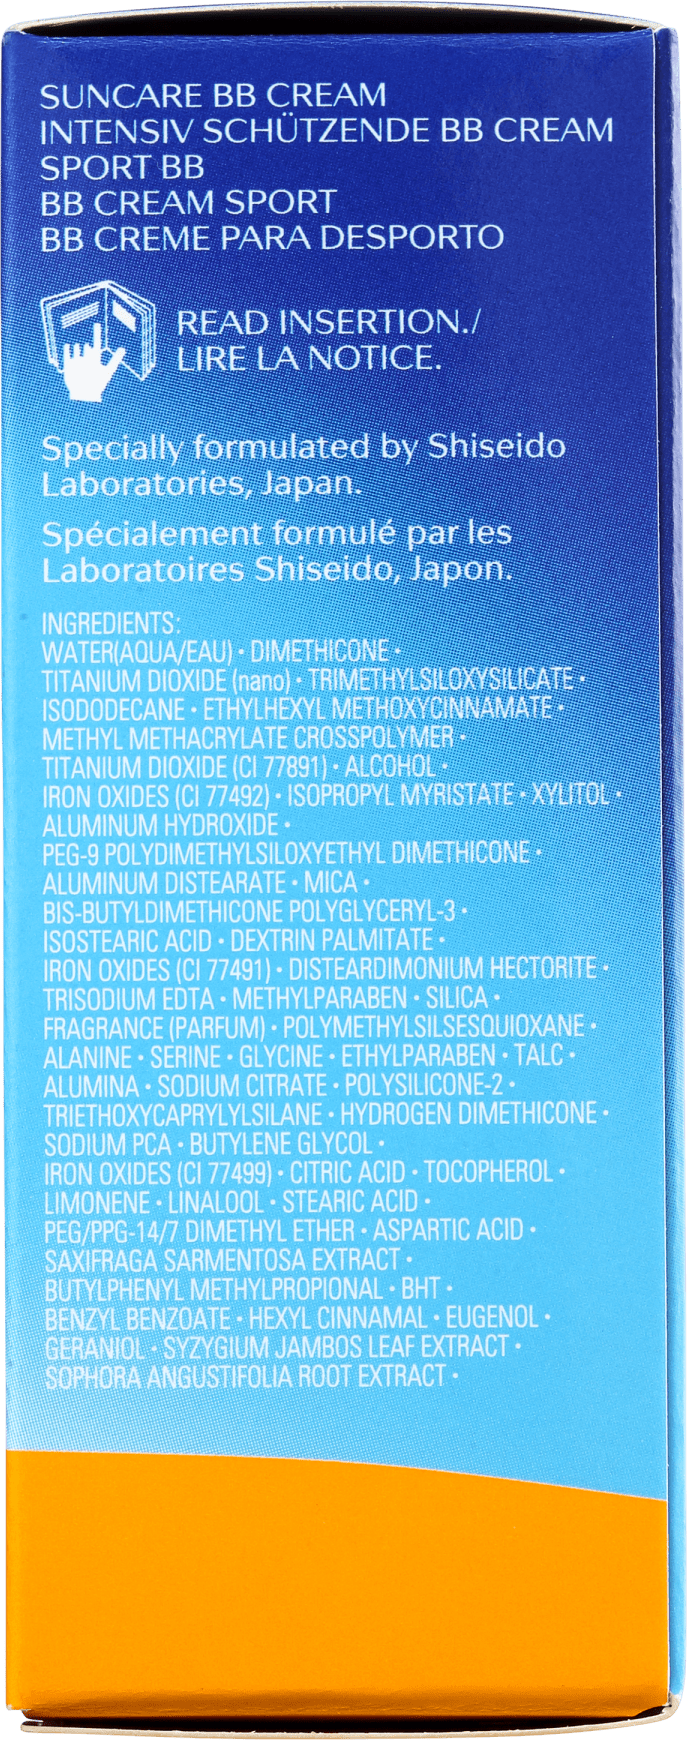 SUNCARE BB CREAM
INTENSIV SCHÜTZENDE BB CREAM
SPORT BB
BB CREAM SPORT
BB CREME PARA DESPORTO
READ INSERTION./
LIRE LA NOTICE.
Specially formulated by Shiseido
Laboratories, Japan.
Spécialement formulé par les
Laboratoires Shiseido, Japon.
INGREDIENTS:
WATER(AQUA/EAU) · DIMETHICONE ·
TITANIUM DIOXIDE (nano) · TRIMETHYLSILOXYSILICATE ·
ISODODECANE · ETHYLHEXYL METHOXYCINNAMATE ·
METHYL METHACRYLATE CROSSPOLYMER ·
TITANIUM DIOXIDE (CI 77891) · ALCOHOL ·
IRON OXIDES (CI 77492) · ISOPROPYL MYRISTATE · XYLITOL ·
ALUMINUM HYDROXIDE ·
PEG-9 POLYDIMETHYLSILOXYETHYL DIMETHICONE ·
ALUMINUM DISTEARATE · MICA ·
BIS-BUTYLDIMETHICONE POLYGLYCERYL-3 ·
ISOSTEARIC ACID · DEXTRIN PALMITATE ·
IRON OXIDES (CI 77491) · DISTEARDIMONIUM HECTORITE ·
TRISODIUM EDTA · METHYLPARABEN · SILICA ·
FRAGRANCE (PARFUM) · POLYMETHYLSILSESQUIOXANE ·
ALANINE · SERINE · GLYCINE · ETHYLPARABEN · TALC ·
ALUMINA · SODIUM CITRATE · POLYSILICONE-2 ·
TRIETHOXYCAPRYLYLSILANE · HYDROGEN DIMETHICONE ·
SODIUM PCA · BUTYLENE GLYCOL ·
IRON OXIDES (CI 77499) · CITRIC ACID · TOCOPHEROL ·
LIMONENE · LINALOOL · STEARIC ACID ·
PEG/PPG-14/7 DIMETHYL ETHER · ASPARTIC ACID ·
SAXIFRAGA SARMENTOSA EXTRACT ·
BUTYLPHENYL METHYLPROPIONAL · BHT ·
BENZYL BENZOATE · HEXYL CINNAMAL · EUGENOL ·
GERANIOL · SYZYGIUM JAMBOS LEAF EXTRACT ·
SOPHORA ANGUSTIFOLIA ROOT EXTRACT ·